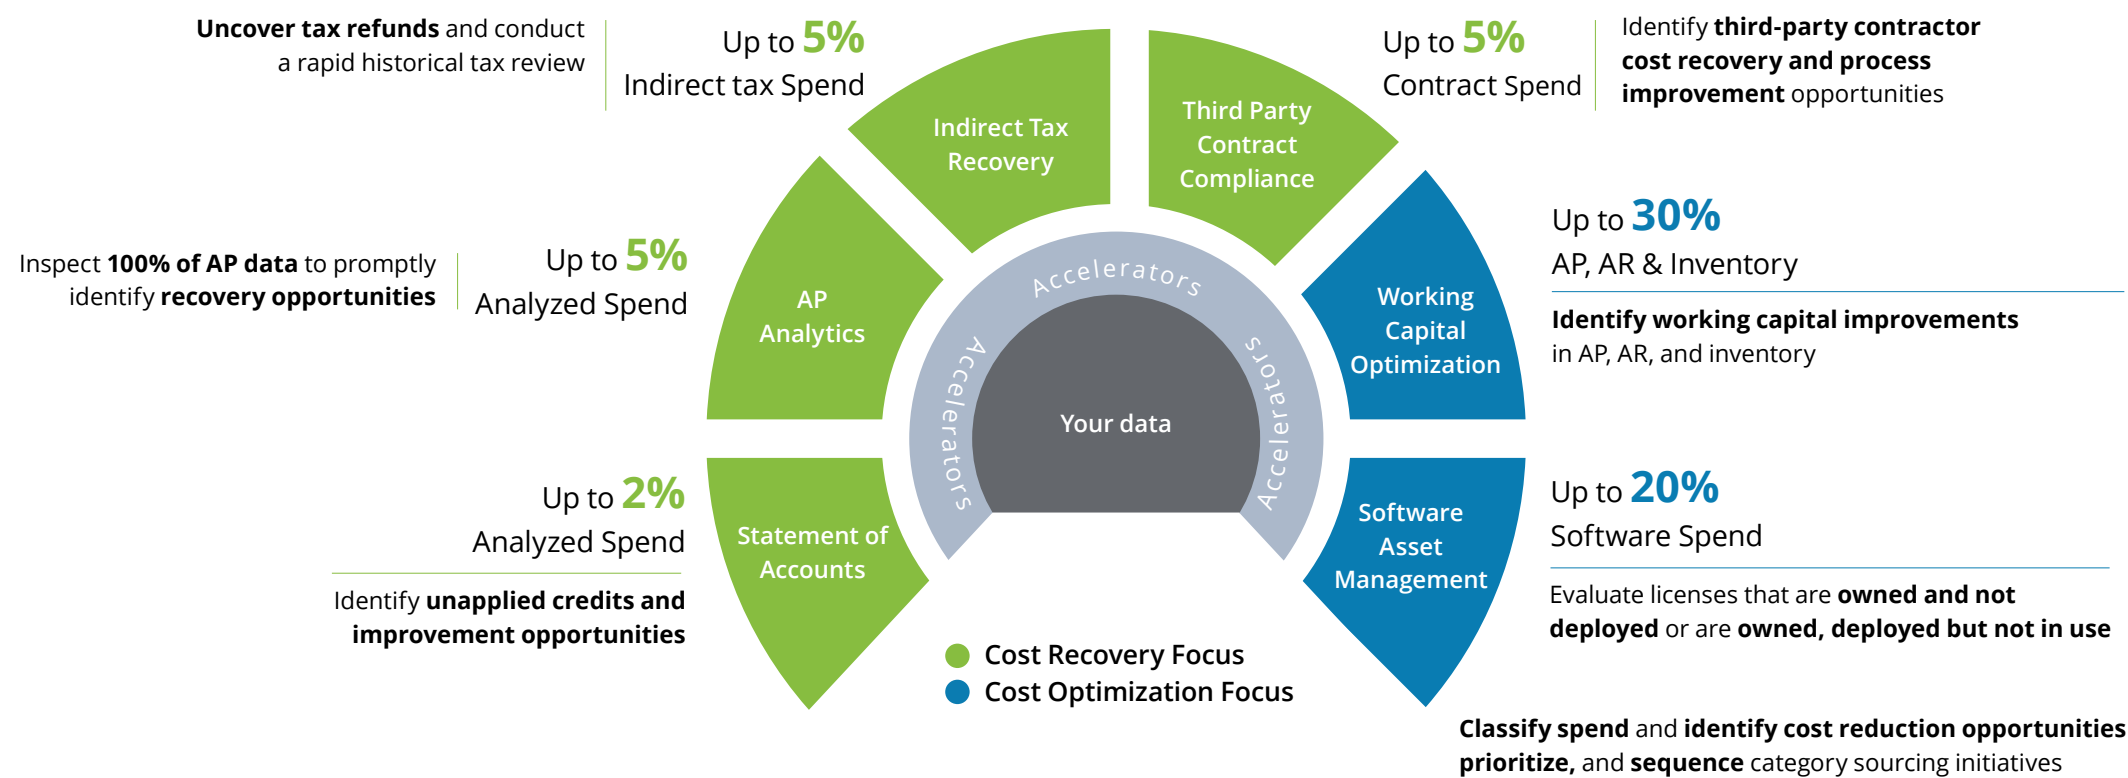 Uncover tax refunds and conduct
a rapid historical tax review
Up to 5%
Indirect tax Spend
Indirect Tax
Recovery
Third Party
Contract
Compliance
Up to 5%
Contract Spend
Identify third-party contractor
cost recovery and process
improvement opportunities
Inspect 100% of AP data to promptly
identify recovery opportunities
Up to 5%
Analyzed Spend
AP
Analytics
Accelerators
Accelerators
Accelerators
Your data
Working
Capital
Optimization
Up to 30%
AP, AR & Inventory
Identify working capital improvements
in AP, AR, and inventory
Up to 2%
Analyzed Spend
Identify unapplied credits and
improvement opportunities
Statement of
Accounts
Software
Asset
Management
Up to 20%
Software Spend
Evaluate licenses that are owned and not
deployed or are owned, deployed but not in use
Cost Recovery Focus
Cost Optimization Focus
Classify spend and identify cost reduction opportunities
prioritize, and sequence category sourcing initiatives